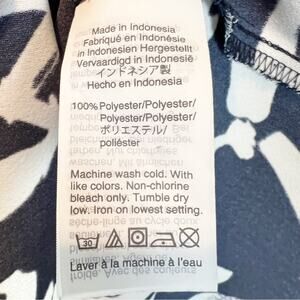 Made in Indonesia
Fabriqué en Indonésie
In Indonesien Hergestellt
Vervaardigd in Indonesië
インドネシア製
Hecho en Indonesia
100%Polyester/Polyester/
Polyester/Polyester/
ポリエステル/
poliéster
Machine wash cold. With
like colors. Non-chlorine
bleach only. Tumble dry
low. Iron on lowest setting.
30
Laver à la machine à l'eau